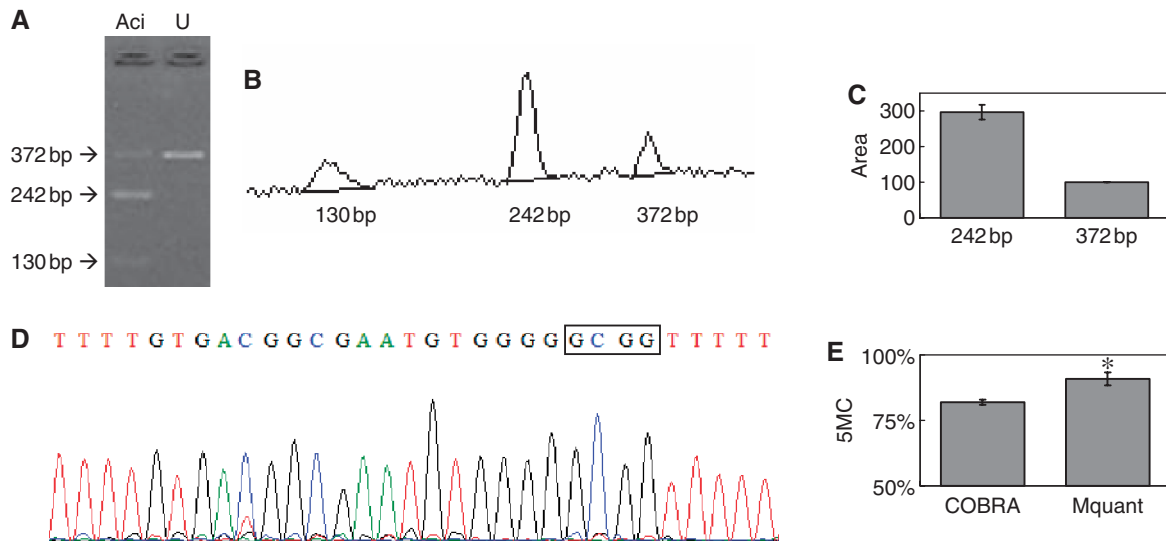 A
Aci U
372 bp →
242 bp →
130 bp →
B
130 bp 242 bp 372 bp
C
Area
300
200
100
0
242 bp 372 bp
D
T T T T G T G A C G G C G A A T G T G G G G G C G G T T T T T
E
5MC
100%
75%
50%
*
COBRA Mquant